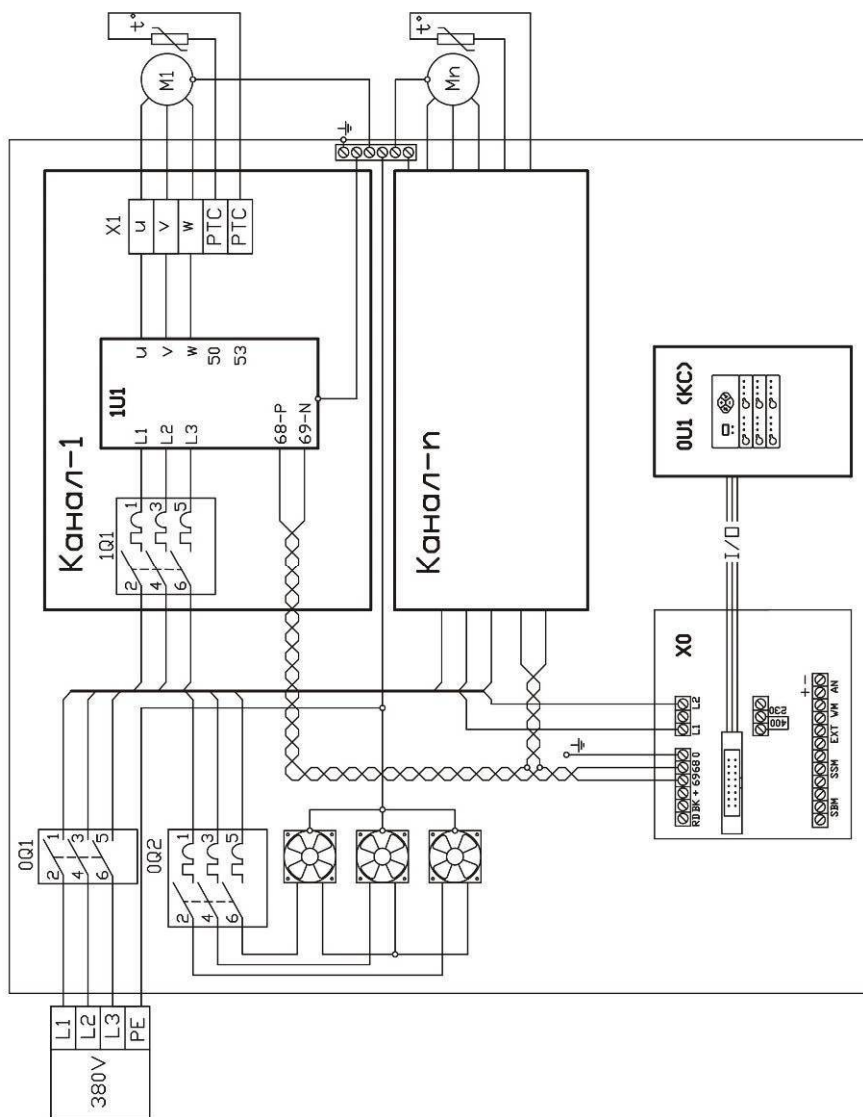 380V
L1
L2
L3
PE
0Q1
2 1
4 3
6 5
0Q2
2 1
4 3
6 5
Канал-1
1Q1
2 1
4 3
6 5
1U1
L1
L2
L3
u
v
w
50
53
68-P
69-N
X1
u
v
w
PTC
PTC
M1
t°
Канал-n
Mn
t°
X0
L1 L2
RD BK + 69 68 0
400 230
SBM SSM EXT WM AN
+ -
I/O
0U1 (КС)